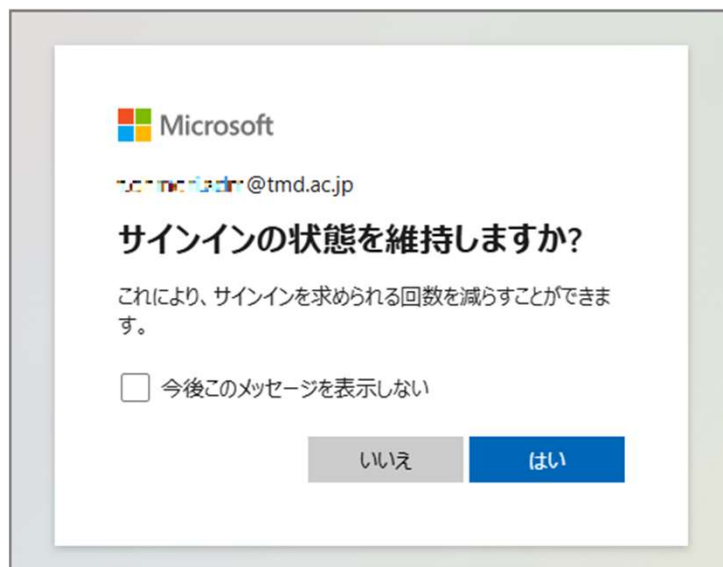 Microsoft
@tmd.ac.jp
サインインの状態を維持しますか?
これにより、サインインを求められる回数を減らすことができま
す。
今後このメッセージを表示しない
いいえ
はい